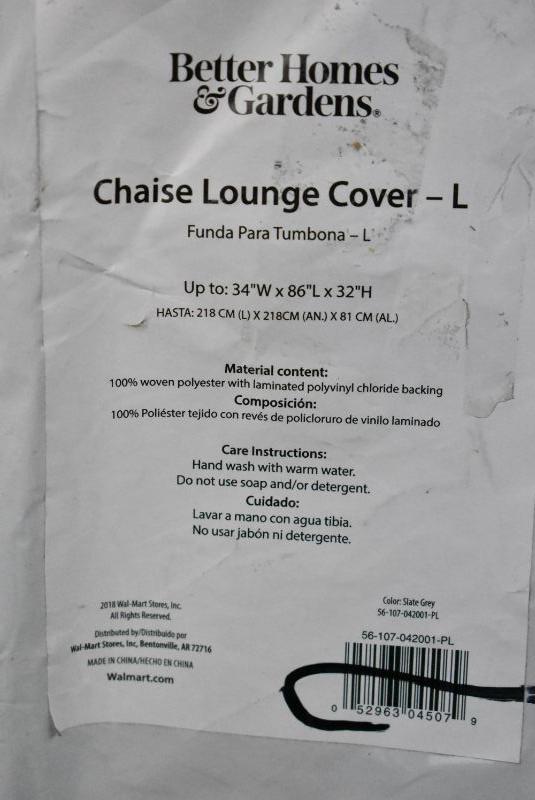 Better Homes
& Gardens®
Chaise Lounge Cover – L
Funda Para Tumbona – L
Up to: 34"W x 86"L x 32"H
HASTA: 218 CM (L) X 218CM (AN.) X 81 CM (AL.)
Material content:
100% woven polyester with laminated polyvinyl chloride backing
Composición:
100% Poliéster tejido con revés de policloruro de vinilo laminado
Care Instructions:
Hand wash with warm water.
Do not use soap and/or detergent.
Cuidado:
Lavar a mano con agua tibia.
No usar jabón ni detergente.
2018 Wal-Mart Stores, Inc.
All Rights Reserved.
Distributed by/Distribuido por
Wal-Mart Stores, Inc, Bentonville, AR 72716
MADE IN CHINA/HECHO EN CHINA
Walmart.com
Color: Slate Grey
56-107-042001-PL
56-107-042001-PL
0 52963 04507 9